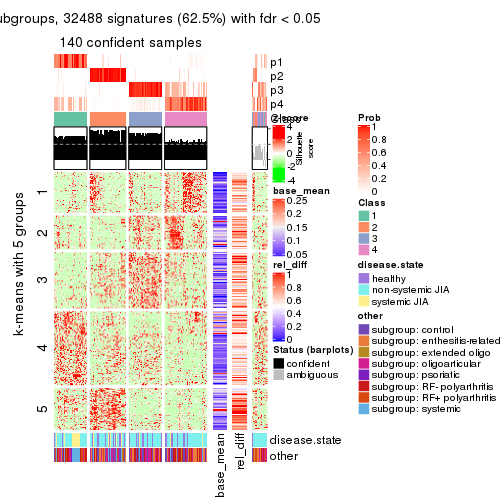 ubgroups, 32488 signatures (62.5%) with fdr < 0.05
140 confident samples
p1
p2
p3
p4
Class
Silhouette
score
k-means with 5 groups
1
2
3
4
5
disease.state
other
base_mean
rel_diff
Z-score
4
2
0
-2
-4
base_mean
0.25
0.2
0.15
0.1
0.05
rel_diff
1
0.8
0.6
0.4
0.2
0
Status (barplots)
confident
ambiguous
Prob
1
0.8
0.6
0.4
0.2
0
Class
1
2
3
4
disease.state
healthy
non-systemic JIA
systemic JIA
other
subgroup: control
subgroup: enthesitis-related
subgroup: extended oligo
subgroup: oligoarticular
subgroup: psoriatic
subgroup: RF- polyarthritis
subgroup: RF+ polyarthritis
subgroup: systemic